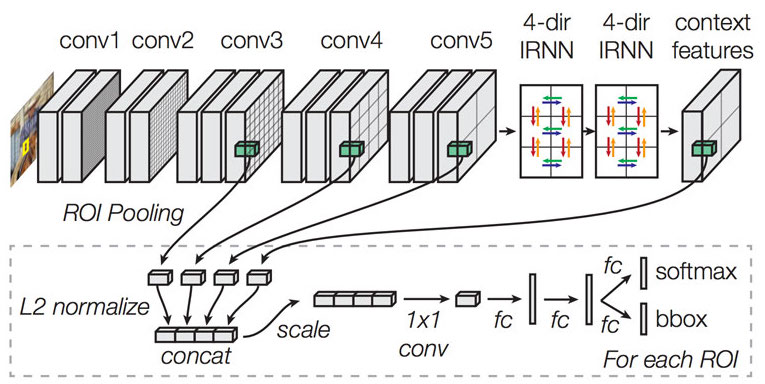 conv1
conv2
conv3
conv4
conv5
4-dir
IRNN
4-dir
IRNN
context
features
ROI Pooling
L2 normalize
concat
scale
1x1
conv
fc
fc
fc
softmax
fc
bbox
For each ROI